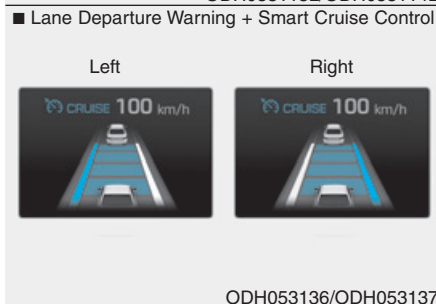 ■ Lane Departure Warning + Smart Cruise Control
Left Right
CRUISE 100 km/h CRUISE 100 km/h
ODH053136/ODH053137